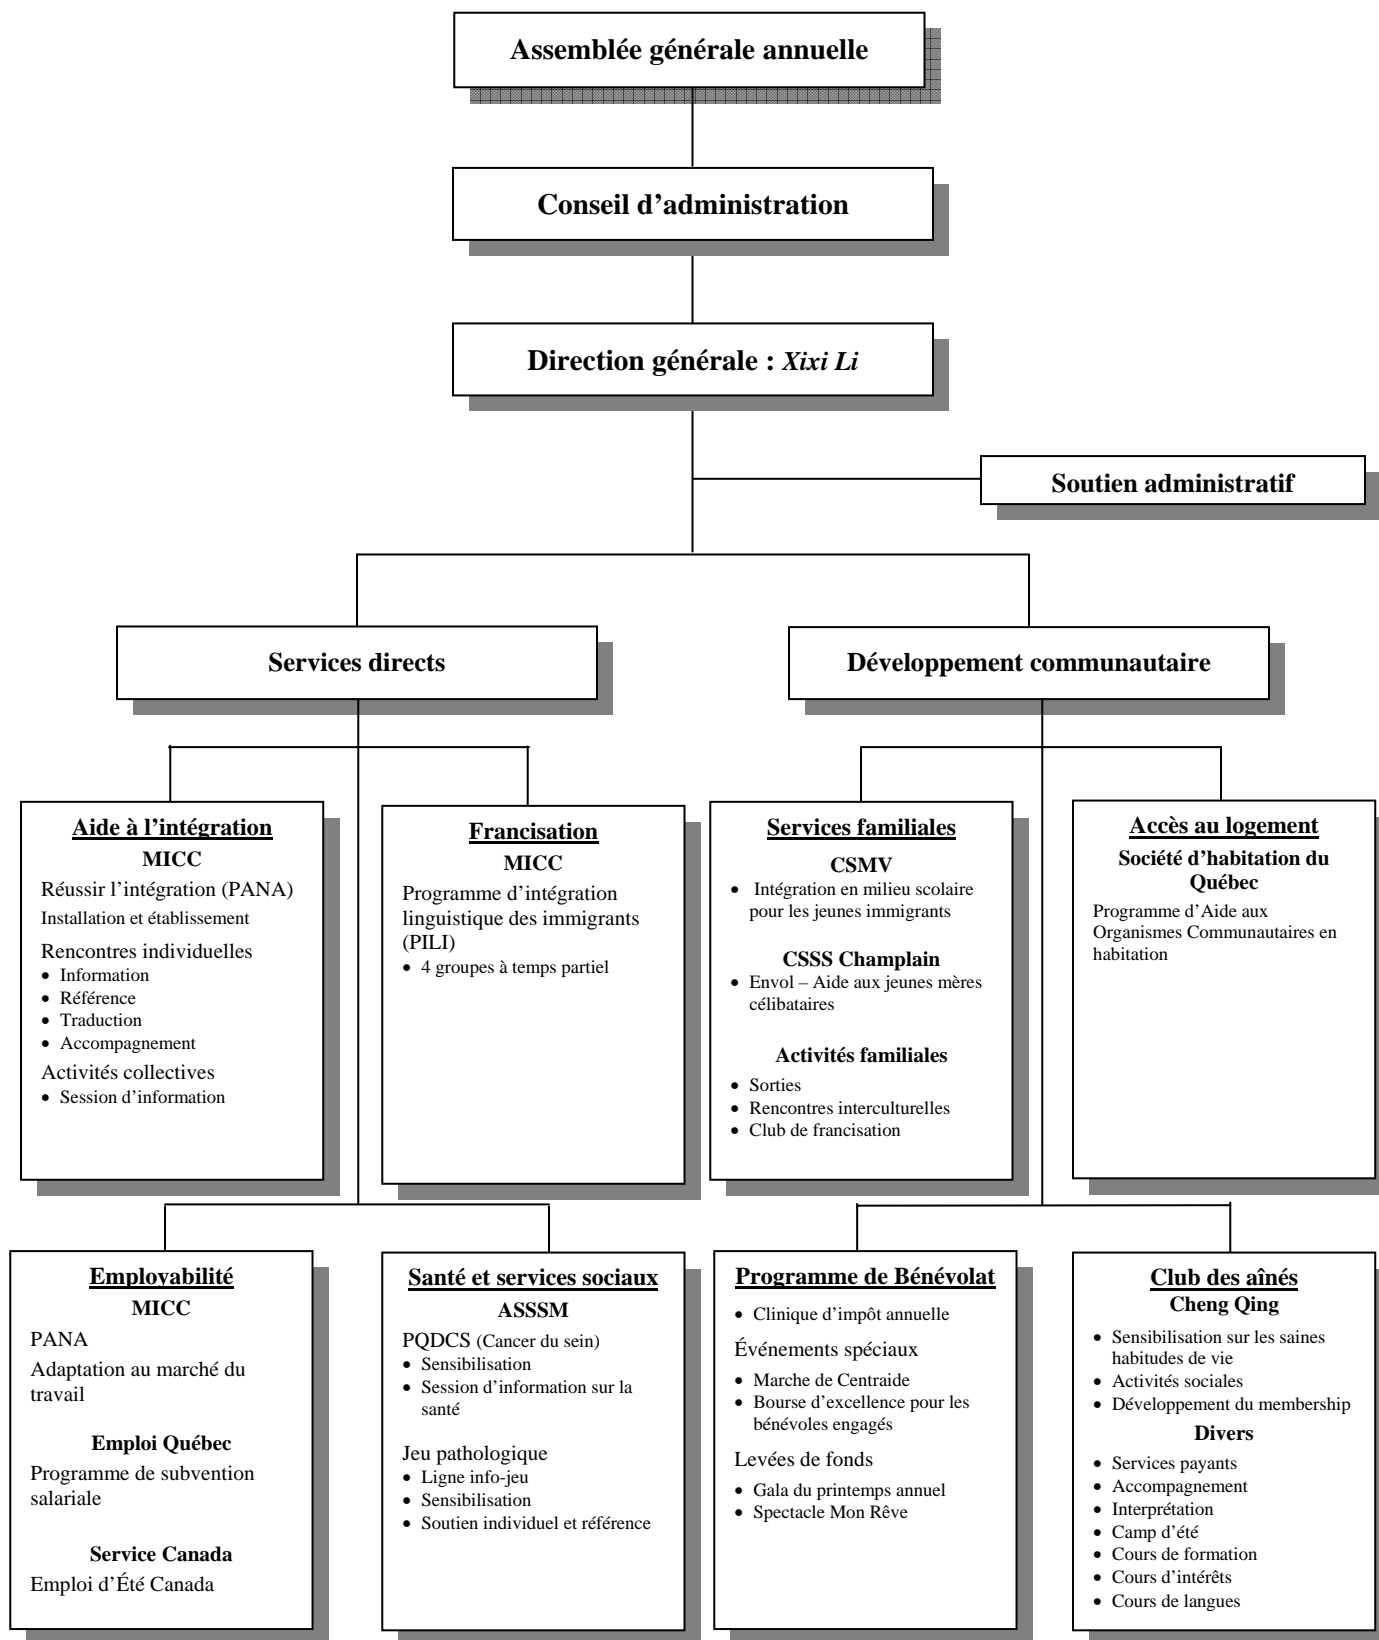 Assemblée générale annuelle
Conseil d’administration
Direction générale : Xixi Li
Soutien administratif
Services directs
Développement communautaire
Aide à l’intégration
MICC
Réussir l’intégration (PANA)
Installation et établissement
Rencontres individuelles
• Information
• Référence
• Traduction
• Accompagnement
Activités collectives
• Session d’information
Francisation
MICC
Programme d’intégration
linguistique des immigrants
(PILI)
• 4 groupes à temps partiel
Services familiales
CSMV
• Intégration en milieu scolaire
pour les jeunes immigrants
CSSS Champlain
• Envol – Aide aux jeunes mères
célibataires
Activités familiales
• Sorties
• Rencontres interculturelles
• Club de francisation
Accès au logement
Société d’habitation du
Québec
Programme d’Aide aux
Organismes Communautaires en
habitation
Employabilité
MICC
PANA
Adaptation au marché du
travail
Emploi Québec
Programme de subvention
salariale
Service Canada
Emploi d’Été Canada
Santé et services sociaux
ASSSM
PQDCS (Cancer du sein)
• Sensibilisation
• Session d’information sur la
santé
Jeu pathologique
• Ligne info-jeu
• Sensibilisation
• Soutien individuel et référence
Programme de Bénévolat
• Clinique d’impôt annuelle
Événements spéciaux
• Marche de Centraide
• Bourse d’excellence pour les
bénévoles engagés
Levées de fonds
• Gala du printemps annuel
• Spectacle Mon Rêve
Club des aînés
Cheng Qing
• Sensibilisation sur les saines
habitudes de vie
• Activités sociales
• Développement du membership
Divers
• Services payants
• Accompagnement
• Interprétation
• Camp d’été
• Cours de formation
• Cours d’intérêts
• Cours de langues